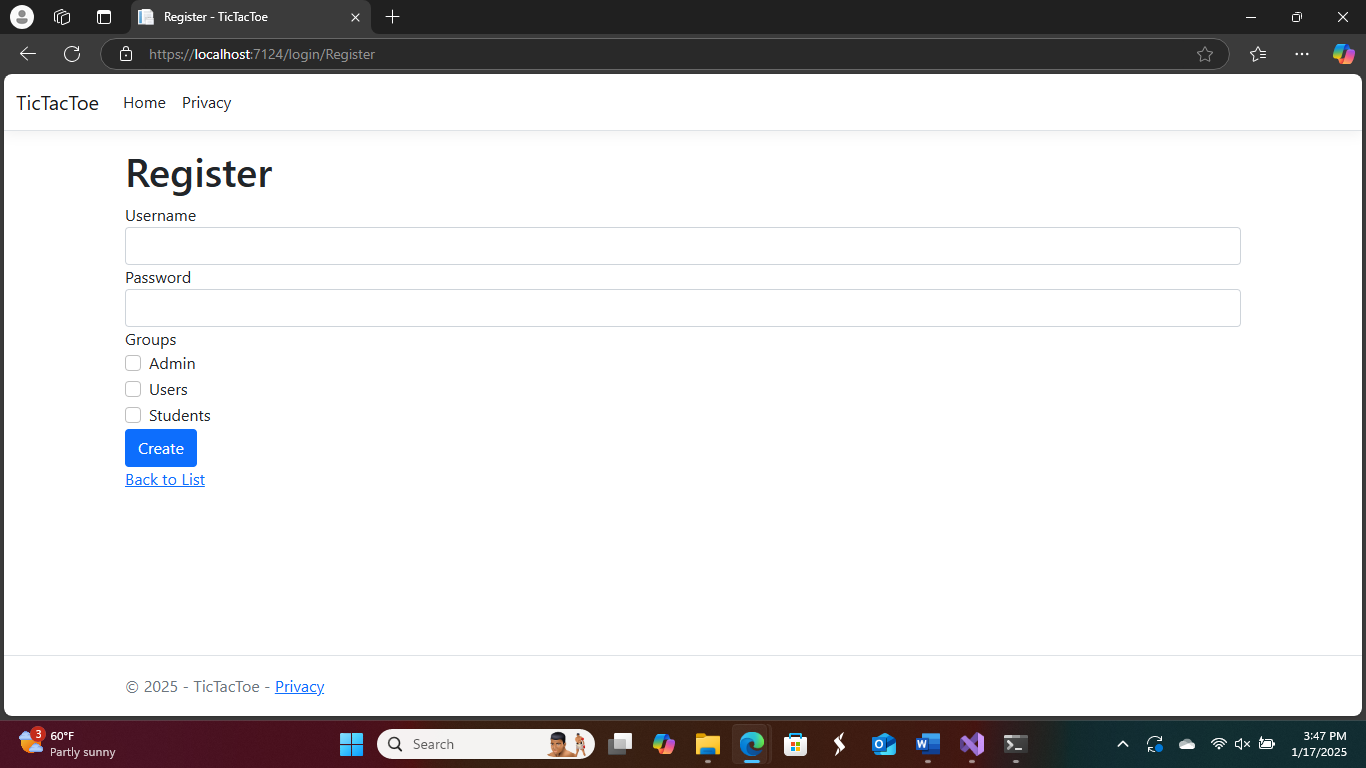 Register - TicTacToe
https://localhost:7124/login/Register
TicTacToe Home Privacy
Register
Username
Password
Groups
Admin
Users
Students
Create
Back to List
© 2025 - TicTacToe - Privacy
3
60°F
Partly sunny
Search
3:47 PM
1/17/2025